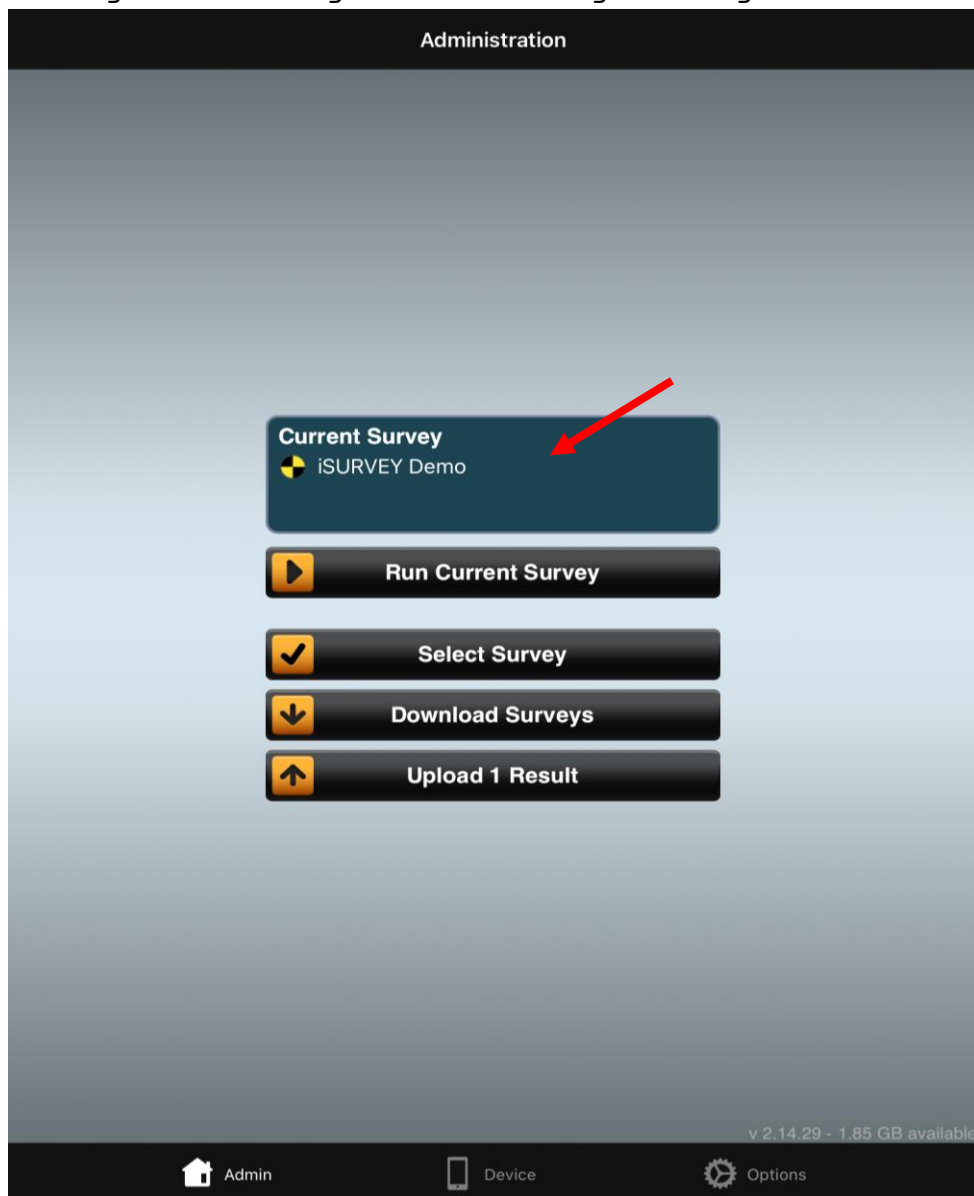 Administration
Current Survey
iSURVEY Demo
Run Current Survey
Select Survey
Download Surveys
Upload 1 Result
v 2.14.29 - 1.85 GB available
Admin Device Options